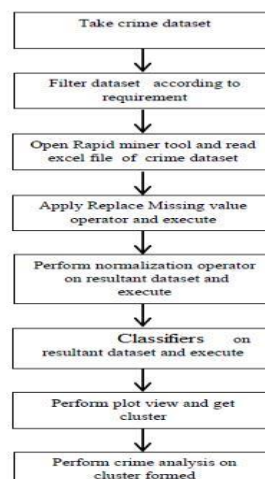 Take crime dataset
Filter dataset according to
requirement
Open Rapid miner tool and read
excel file of crime dataset
Apply Replace Missing value
operator and execute
Perform normalization operator
on resultant dataset and
execute
Classifiers on
resultant dataset and execute
Perform plot view and get
cluster
Perform crime analysis on
cluster formed